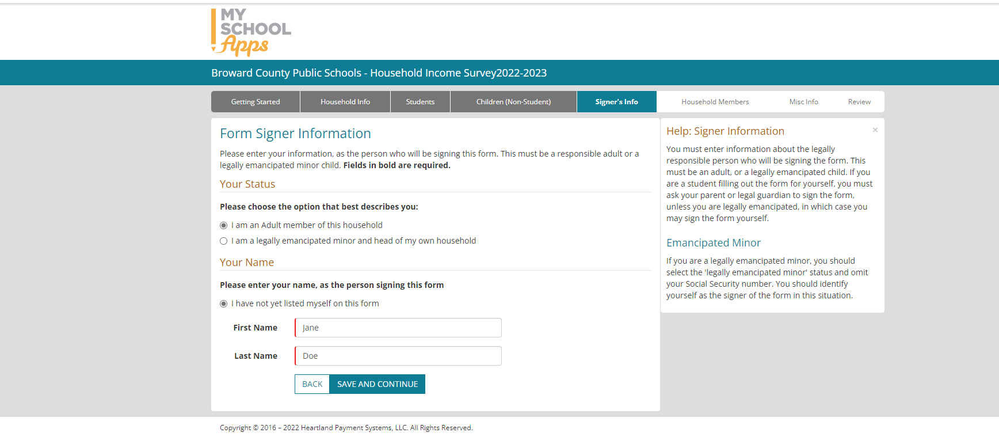 MY
SCHOOL
Apps
Broward County Public Schools - Household Income Survey2022-2023
Getting Started
Household Info
Students
Children (Non-Student)
Signer's Info
Household Members
Misc Info
Review
Form Signer Information
Please enter your information, as the person who will be signing this form. This must be a responsible adult or a
legally emancipated minor child. Fields in bold are required.
Your Status
Please choose the option that best describes you:
I am an Adult member of this household
I am a legally emancipated minor and head of my own household
Your Name
Please enter your name, as the person signing this form
I have not yet listed myself on this form
First Name
Jane
Last Name
Doe
BACK
SAVE AND CONTINUE
Help: Signer Information
×
You must enter information about the legally
responsible person who will be signing the form. This
must be an adult, or a legally emancipated child. If you
are a student filling out the form for yourself, you must
ask your parent or legal guardian to sign the form,
unless you are legally emancipated, in which case you
may sign the form yourself.
Emancipated Minor
If you are a legally emancipated minor, you should
select the 'legally emancipated minor' status and omit
your Social Security number. You should identify
yourself as the signer of the form in this situation.
Copyright © 2016 – 2022 Heartland Payment Systems, LLC. All Rights Reserved.